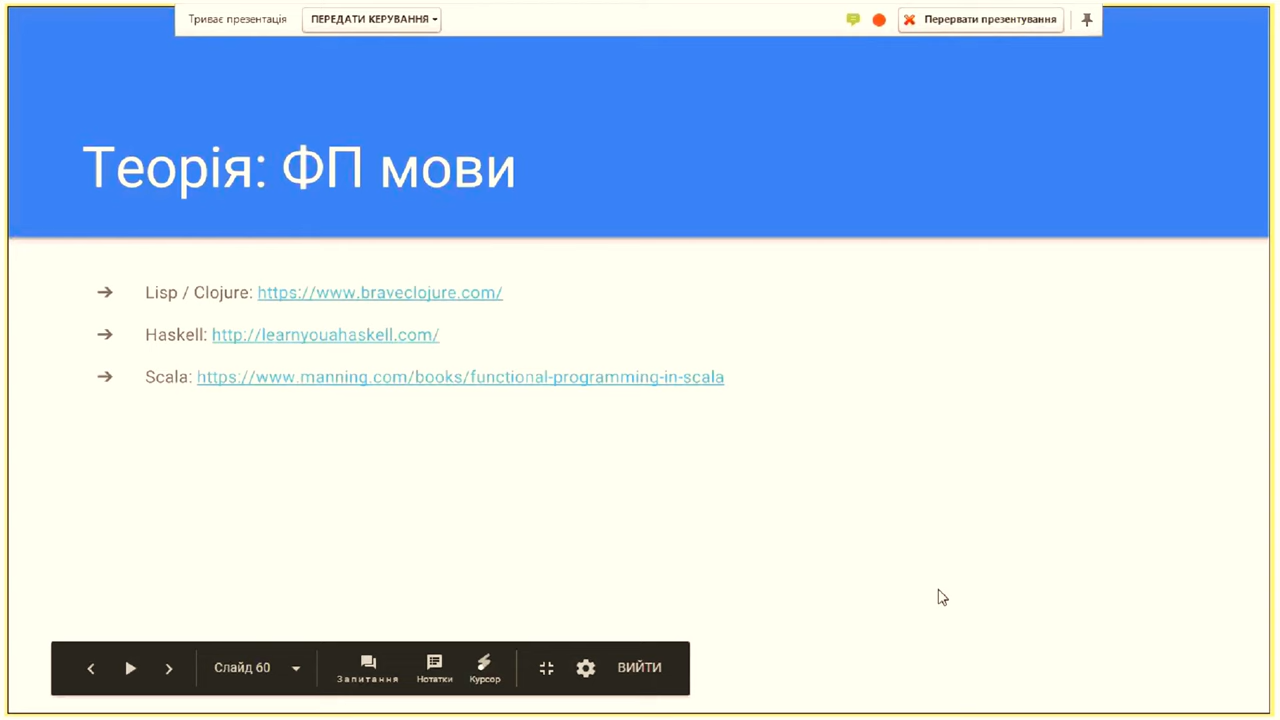 Триває презентація ПЕРЕДАТИ КЕРУВАННЯ Перервати презентування
Теорія: ФП мови
→ Lisp / Clojure: https://www.braveclojure.com/
→ Haskell: http://learnyouahaskell.com/
→ Scala: https://www.manning.com/books/functional-programming-in-scala
Слайд 60 Запитання Нотатки Курсор ВИЙТИ